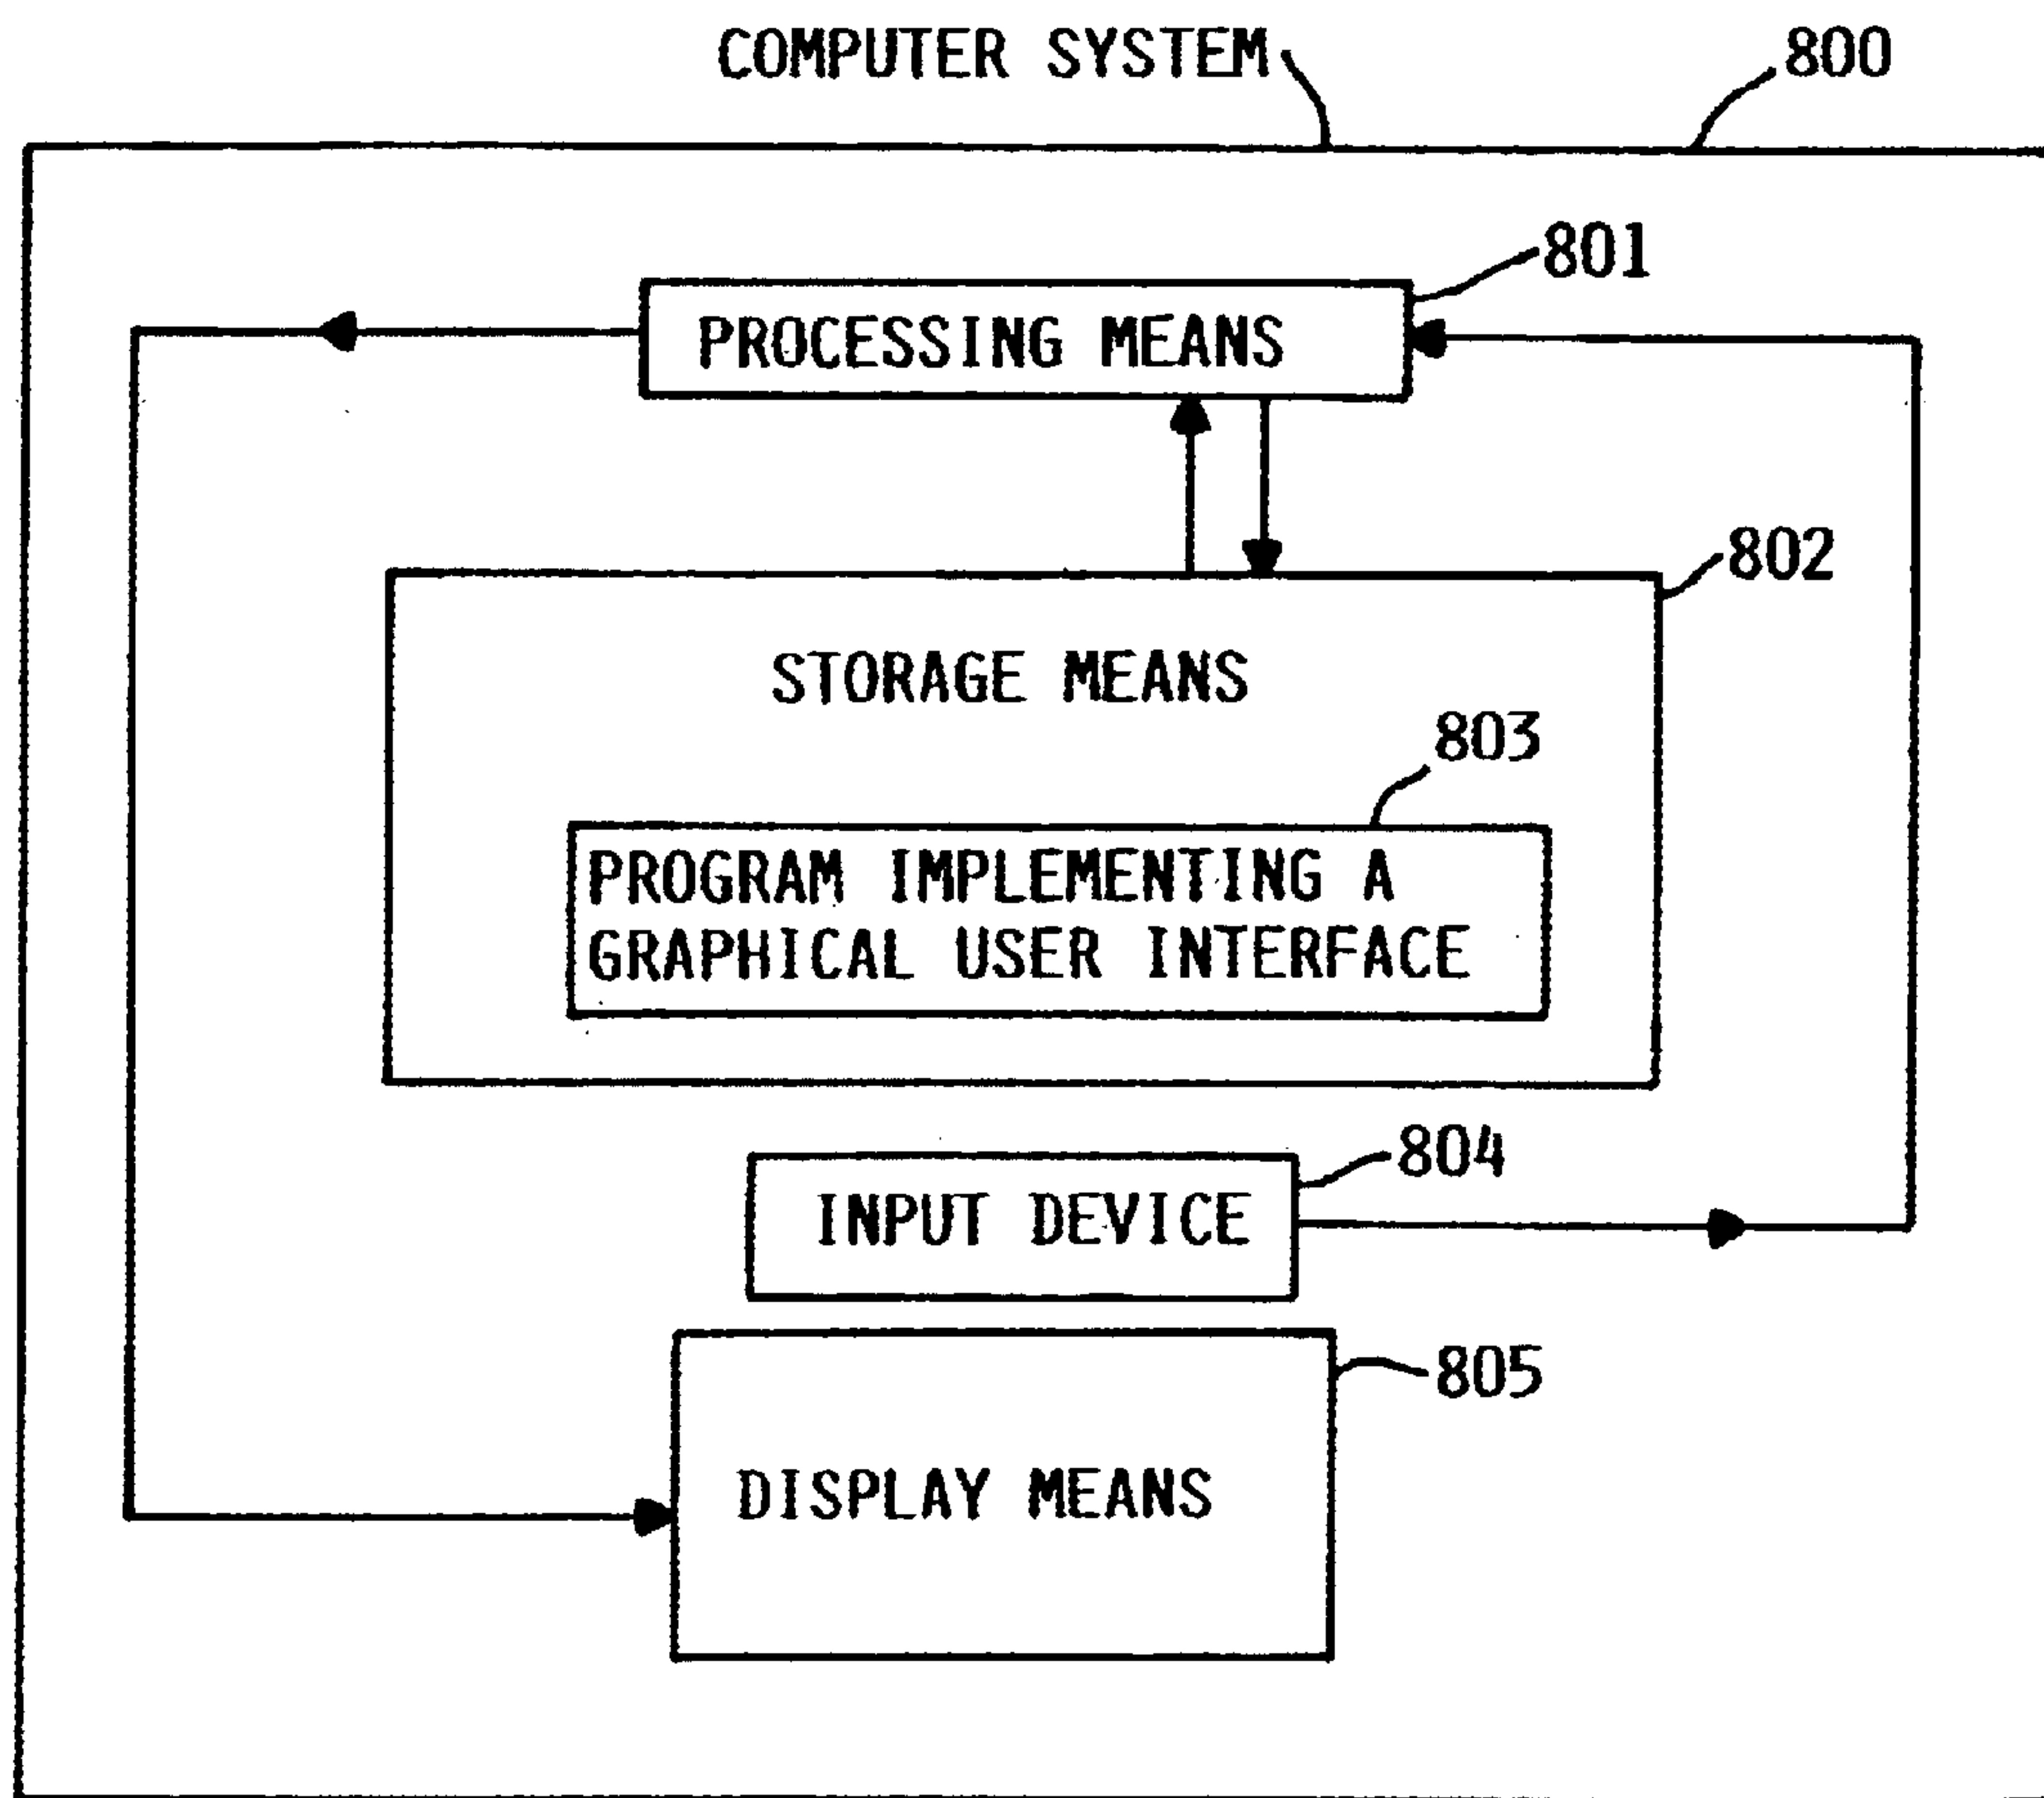 COMPUTER SYSTEM
800
801
PROCESSING MEANS
802
STORAGE MEANS
803
PROGRAM IMPLEMENTING A
GRAPHICAL USER INTERFACE
804
INPUT DEVICE
805
DISPLAY MEANS